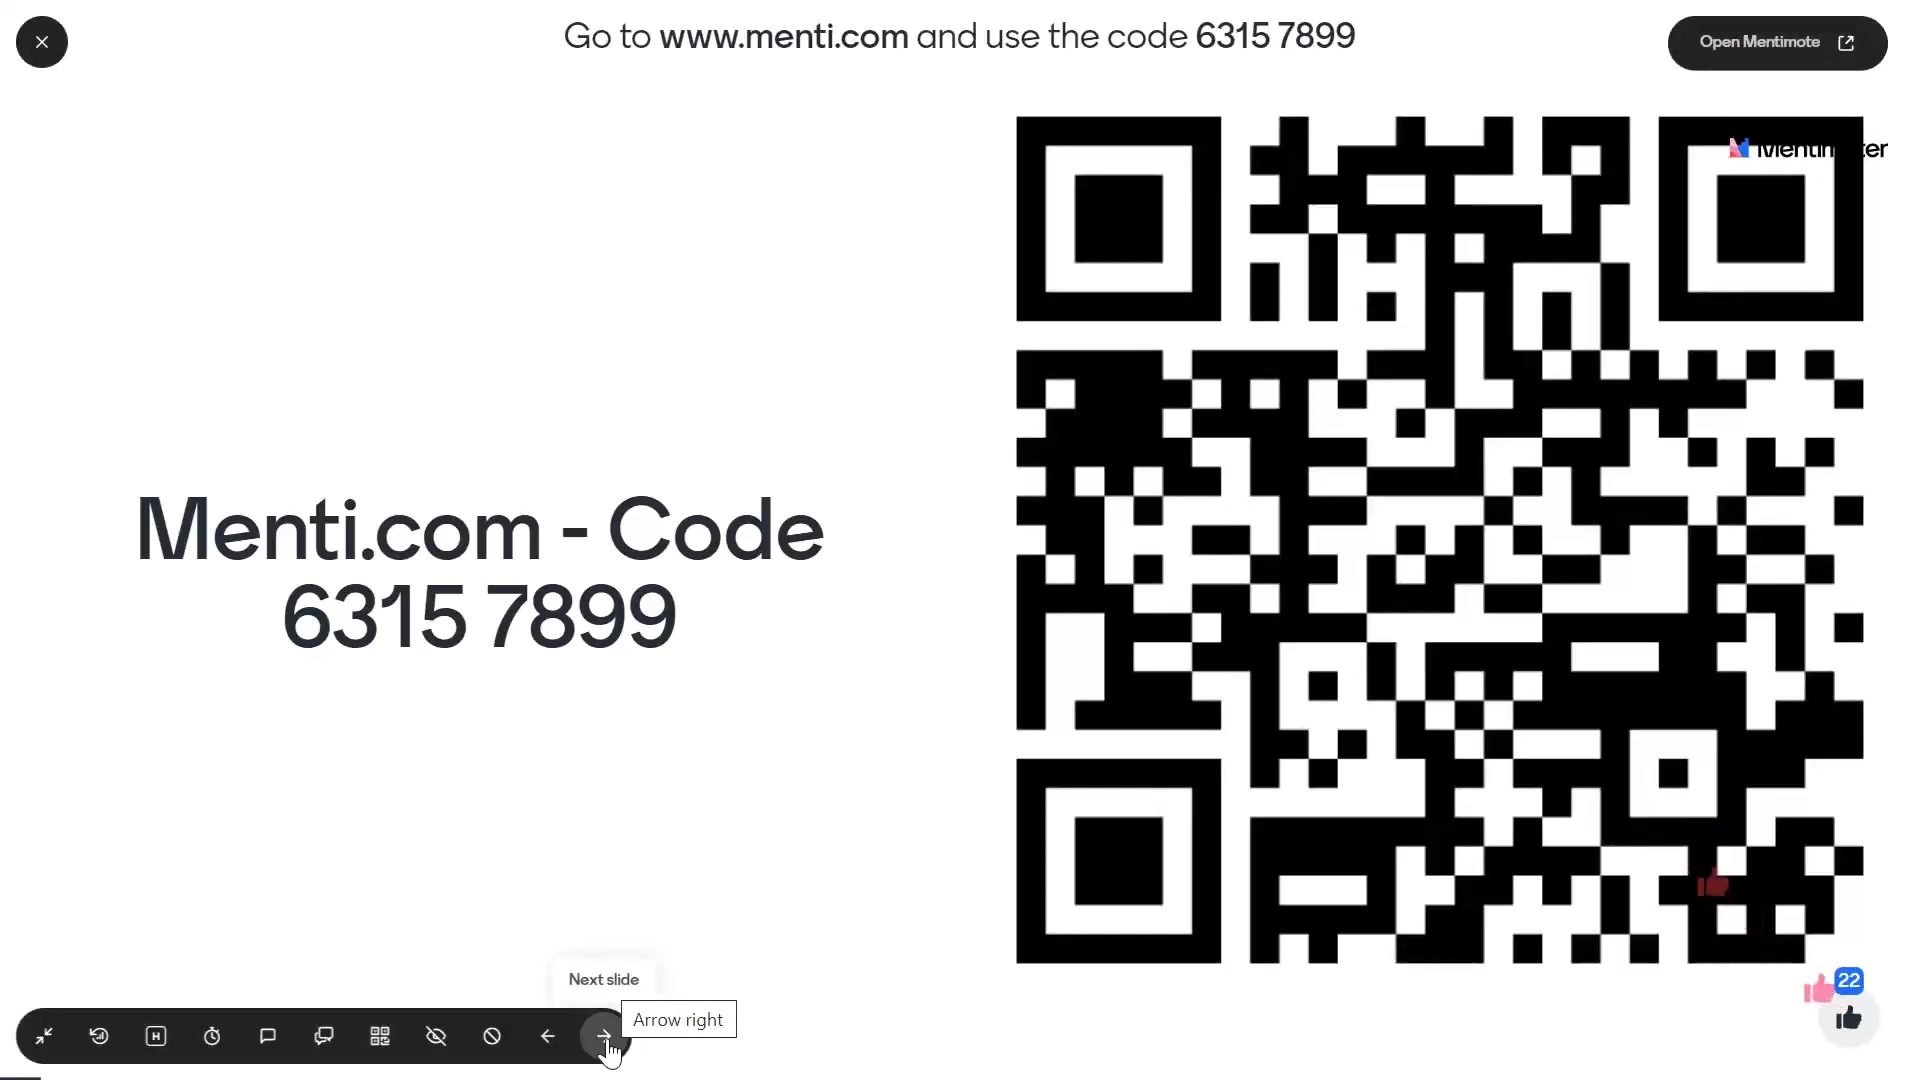 Go to www.menti.com and use the code 6315 7899
Open Mentimote
Mentimeter
Menti.com - Code
6315 7899
Next slide
Arrow right
H
22